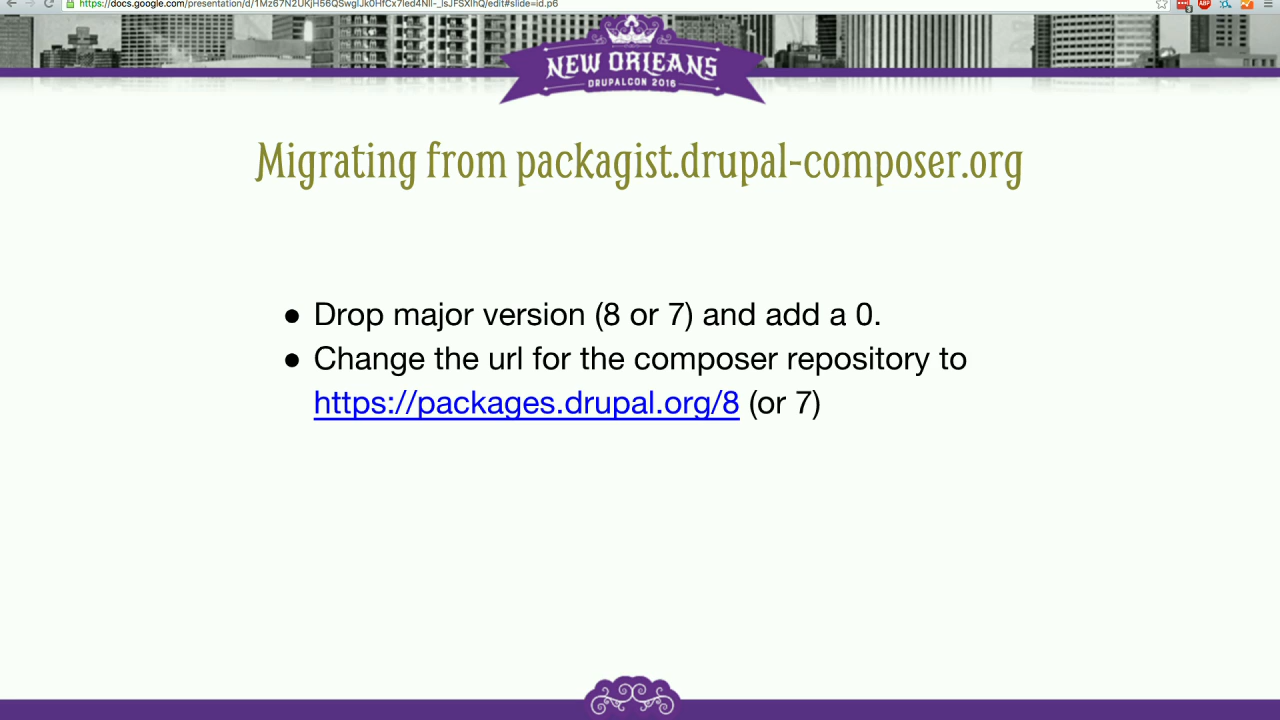 NEW ORLEANS
DRUPALCON 2016
Migrating from packagist.drupal-composer.org
● Drop major version (8 or 7) and add a 0.
● Change the url for the composer repository to
https://packages.drupal.org/8 (or 7)